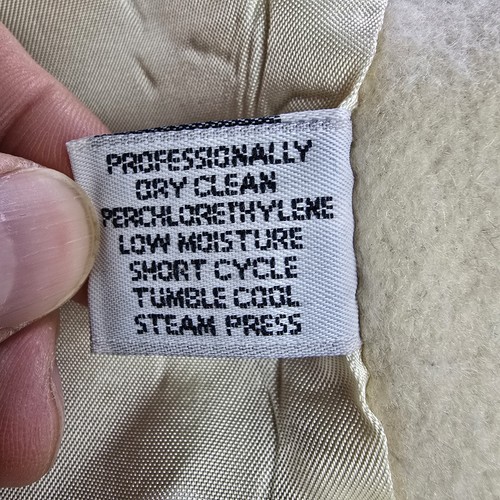 PROFESSIONALLY
DRY CLEAN
PERCHLORETHYLENE
LOW MOISTURE
SHORT CYCLE
TUMBLE COOL
STEAM PRESS